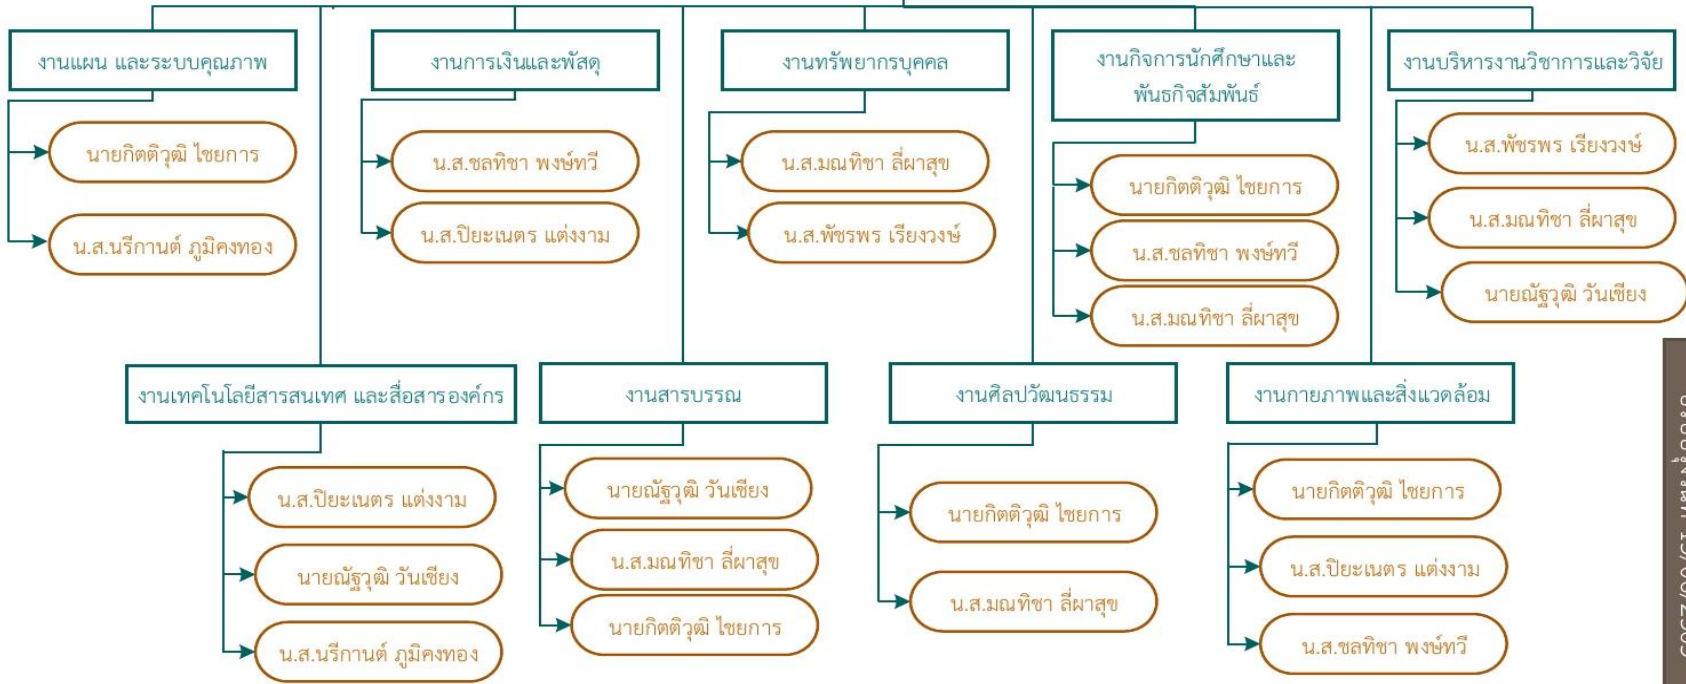 งานแผน และระบบคุณภาพ
นายกิตติวุฒิ ไชยการ
น.ส.นรีกานต์ ภูมิคงทอง
งานการเงินและพัสดุ
น.ส.ชลทิชา พงษ์ทวี
น.ส.ปิยะเนตร แต่งงาม
งานทรัพยากรบุคคล
น.ส.มณทิชา ลี่ผาสุข
น.ส.พัชรพร เรียงวงษ์
งานกิจการนักศึกษาและ
พันธกิจสัมพันธ์
นายกิตติวุฒิ ไชยการ
น.ส.ชลทิชา พงษ์ทวี
น.ส.มณทิชา ลี่ผาสุข
งานบริหารงานวิชาการและวิจัย
น.ส.พัชรพร เรียงวงษ์
น.ส.มณทิชา ลี่ผาสุข
นายณัฐวุฒิ วันเชียง
งานเทคโนโลยีสารสนเทศ และสื่อสารองค์กร
น.ส.ปิยะเนตร แต่งงาม
นายณัฐวุฒิ วันเชียง
น.ส.นรีกานต์ ภูมิคงทอง
งานสารบรรณ
นายณัฐวุฒิ วันเชียง
น.ส.มณทิชา ลี่ผาสุข
นายกิตติวุฒิ ไชยการ
งานศิลปวัฒนธรรม
นายกิตติวุฒิ ไชยการ
น.ส.มณทิชา ลี่ผาสุข
งานกายภาพและสิ่งแวดล้อม
นายกิตติวุฒิ ไชยการ
น.ส.ปิยะเนตร แต่งงาม
น.ส.ชลทิชา พงษ์ทวี